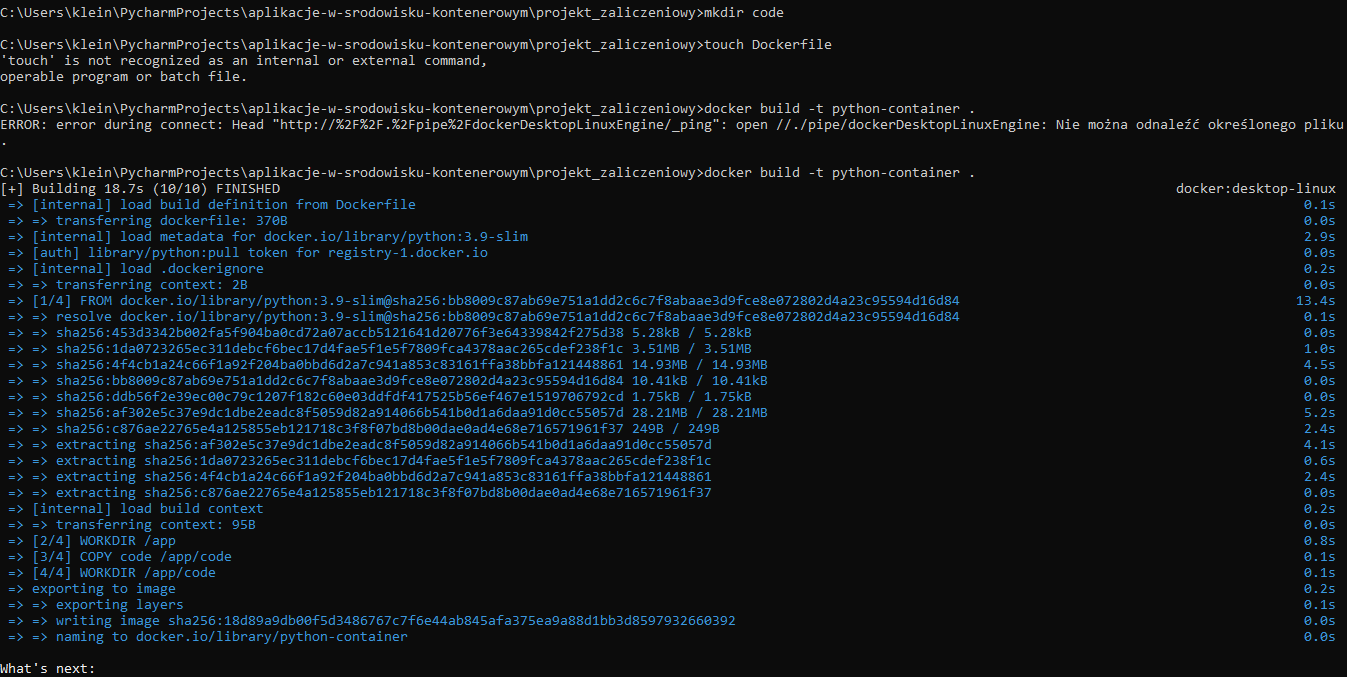 C:\Users\klein\PycharmProjects\aplikacje-w-srodowisku-kontenerowym\projekt_zaliczeniowy>mkdir code
C:\Users\klein\PycharmProjects\aplikacje-w-srodowisku-kontenerowym\projekt_zaliczeniowy>touch Dockerfile
'touch' is not recognized as an internal or external command,
operable program or batch file.
C:\Users\klein\PycharmProjects\aplikacje-w-srodowisku-kontenerowym\projekt_zaliczeniowy>docker build -t python-container .
ERROR: error during connect: Head "http://%2F%2F.%2Fpipe%2FdockerDesktopLinuxEngine/_ping": open //./pipe/dockerDesktopLinuxEngine: Nie można odnaleźć określonego pliku
.
C:\Users\klein\PycharmProjects\aplikacje-w-srodowisku-kontenerowym\projekt_zaliczeniowy>docker build -t python-container .
[+] Building 18.7s (10/10) FINISHED docker:desktop-linux
=> [internal] load build definition from Dockerfile 0.1s
=> => transferring dockerfile: 370B 0.0s
=> [internal] load metadata for docker.io/library/python:3.9-slim 2.9s
=> [auth] library/python:pull token for registry-1.docker.io 0.0s
=> [internal] load .dockerignore 0.2s
=> => transferring context: 2B 0.0s
=> [1/4] FROM docker.io/library/python:3.9-slim@sha256:bb8009c87ab69e751a1dd2c6c7f8abaae3d9fce8e072802d4a23c95594d16d84 13.4s
=> => resolve docker.io/library/python:3.9-slim@sha256:bb8009c87ab69e751a1dd2c6c7f8abaae3d9fce8e072802d4a23c95594d16d84 0.1s
=> => sha256:453d3342b002fa5f904ba0cd72a07accb5121641d20776f3e64339842f275d38 5.28kB / 5.28kB 0.0s
=> => sha256:1da0723265ec311debcf6bec17d4fae5f1e5f7809fca4378aac265cdef238f1c 3.51MB / 3.51MB 1.0s
=> => sha256:4f4cb1a24c66f1a92f204ba0bbd6d2a7c941a853c83161ffa38bbfa121448861 14.93MB / 14.93MB 4.5s
=> => sha256:bb8009c87ab69e751a1dd2c6c7f8abaae3d9fce8e072802d4a23c95594d16d84 10.41kB / 10.41kB 0.0s
=> => sha256:ddb56f2e39ec00c79c1207f182c60e03ddfdf417525b56ef467e1519706792cd 1.75kB / 1.75kB 0.0s
=> => sha256:af302e5c37e9dc1dbe2eadc8f5059d82a914066b541b0d1a6daa91d0cc55057d 28.21MB / 28.21MB 5.2s
=> => sha256:c876ae22765e4a125855eb121718c3f8f07bd8b00dae0ad4e68e716571961f37 249B / 249B 2.4s
=> => extracting sha256:af302e5c37e9dc1dbe2eadc8f5059d82a914066b541b0d1a6daa91d0cc55057d 4.1s
=> => extracting sha256:1da0723265ec311debcf6bec17d4fae5f1e5f7809fca4378aac265cdef238f1c 0.6s
=> => extracting sha256:4f4cb1a24c66f1a92f204ba0bbd6d2a7c941a853c83161ffa38bbfa121448861 2.4s
=> => extracting sha256:c876ae22765e4a125855eb121718c3f8f07bd8b00dae0ad4e68e716571961f37 0.0s
=> [internal] load build context 0.2s
=> => transferring context: 95B 0.0s
=> [2/4] WORKDIR /app 0.8s
=> [3/4] COPY code /app/code 0.1s
=> [4/4] WORKDIR /app/code 0.1s
=> exporting to image 0.2s
=> => exporting layers 0.1s
=> => writing image sha256:18d89a9db00f5d3486767c7f6e44ab845afa375ea9a88d1bb3d8597932660392 0.0s
=> => naming to docker.io/library/python-container 0.0s
What's next: